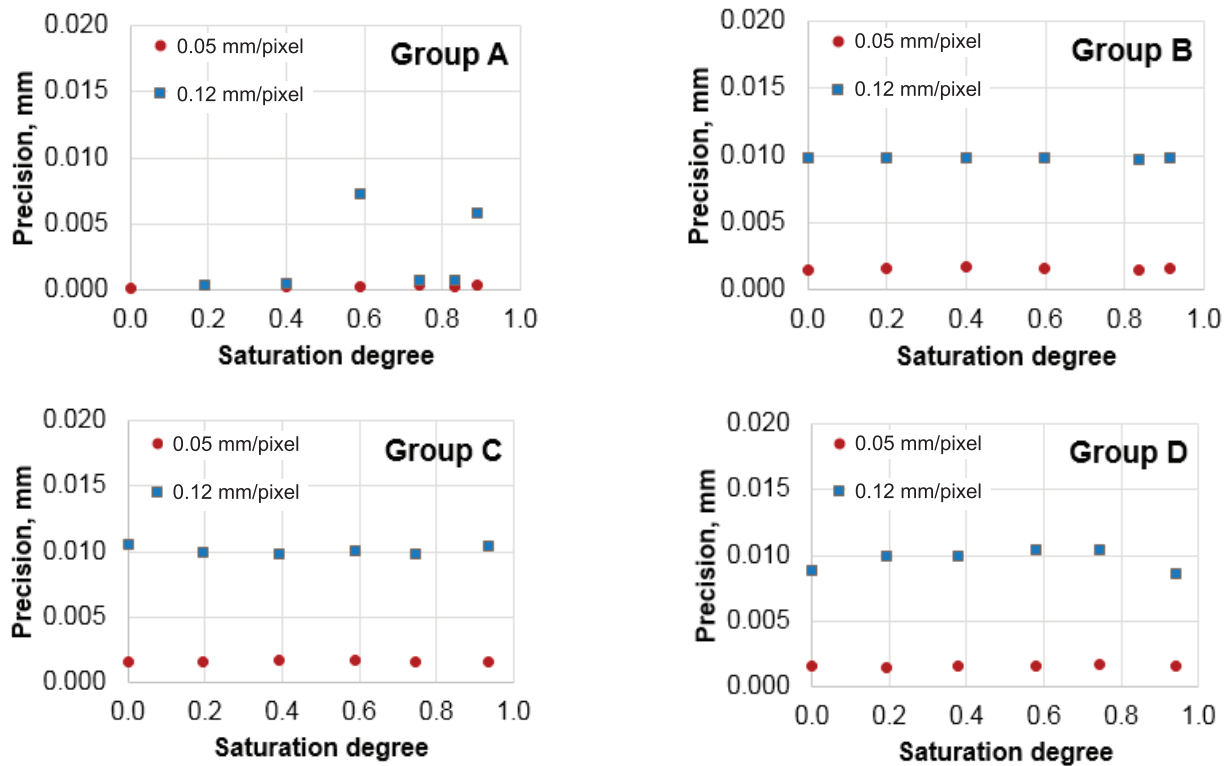 0.020
0.05 mm/pixel
Group A
0.015
0.12 mm/pixel
0.010
0.005
0.000
Precision, mm
0.0 0.2 0.4 0.6 0.8 1.0
Saturation degree
0.020
0.05 mm/pixel
Group B
0.015
0.12 mm/pixel
0.010
0.005
0.000
Precision, mm
0.0 0.2 0.4 0.6 0.8 1.0
Saturation degree
0.020
0.05 mm/pixel
Group C
0.015
0.12 mm/pixel
0.010
0.005
0.000
Precision, mm
0.0 0.2 0.4 0.6 0.8 1.0
Saturation degree
0.020
0.05 mm/pixel
Group D
0.015
0.12 mm/pixel
0.010
0.005
0.000
Precision, mm
0.0 0.2 0.4 0.6 0.8 1.0
Saturation degree